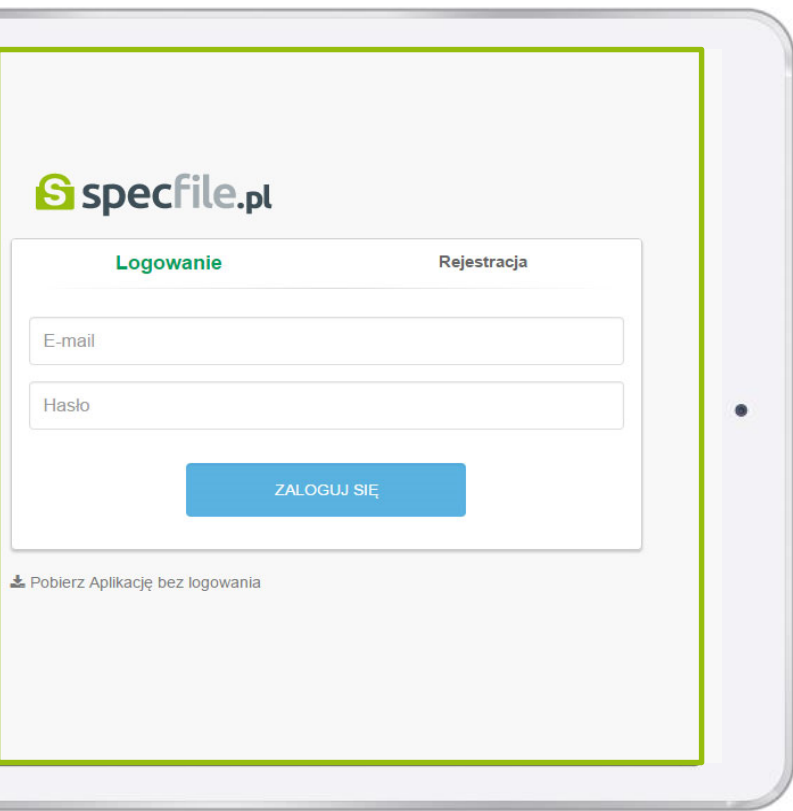 specfile.pl
Logowanie Rejestracja
E-mail
Hasło
ZALOGUJ SIĘ
Pobierz Aplikację bez logowania